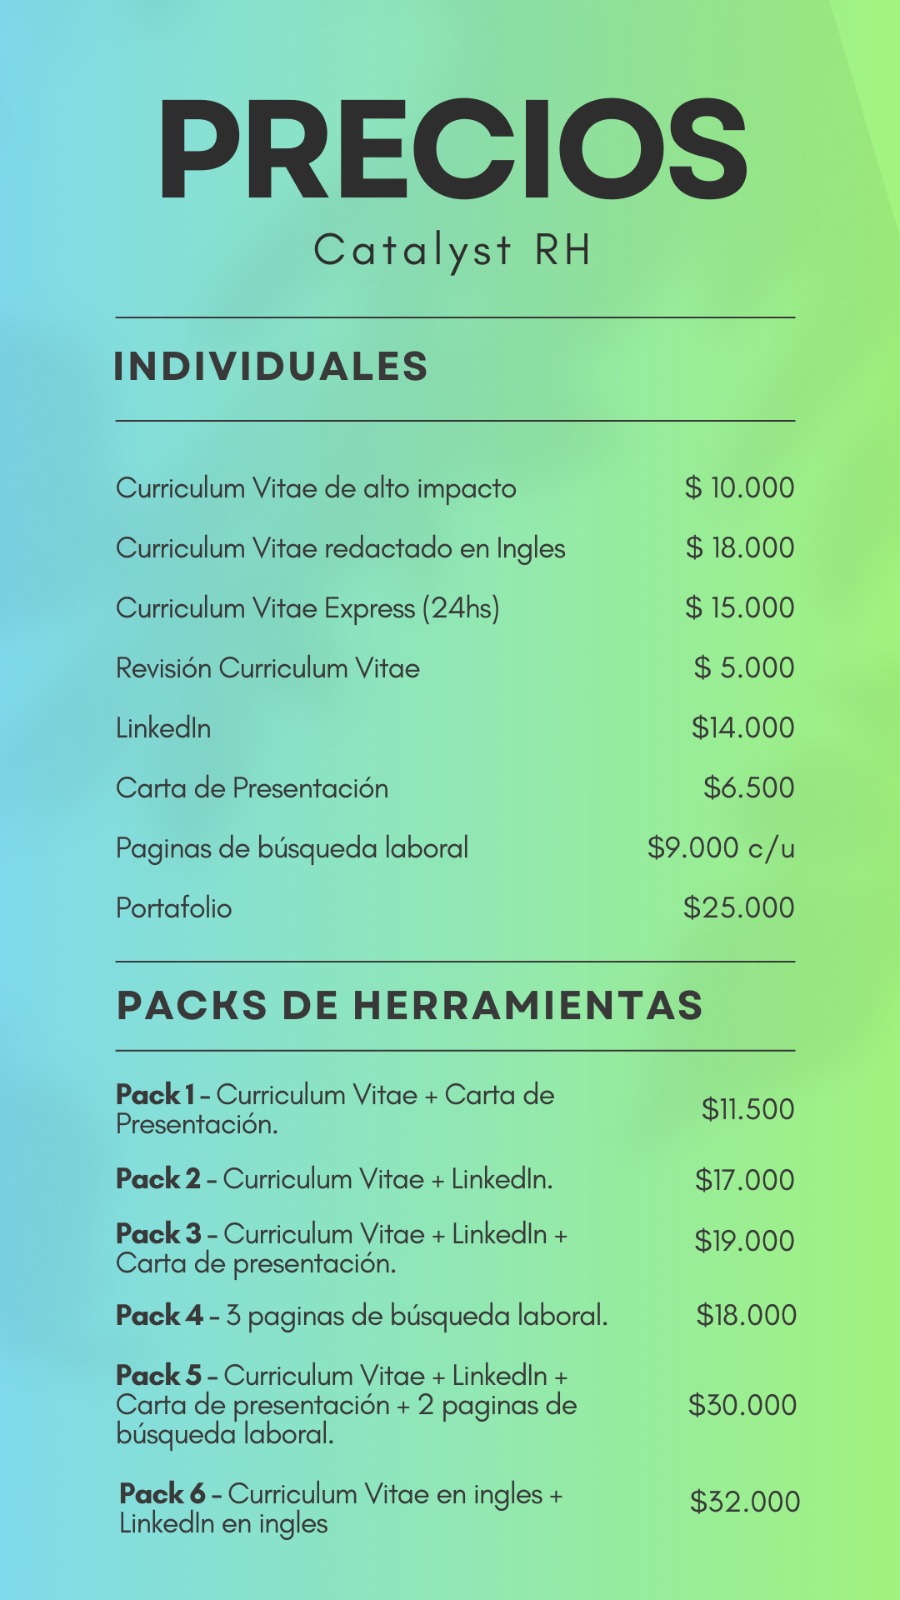 PRECIOS
Catalyst RH
INDIVIDUALES
Curriculum Vitae de alto impacto $ 10.000
Curriculum Vitae redactado en Ingles $ 18.000
Curriculum Vitae Express (24hs) $ 15.000
Revisión Curriculum Vitae $ 5.000
LinkedIn $14.000
Carta de Presentación $6.500
Paginas de búsqueda laboral $9.000 c/u
Portafolio $25.000
PACKS DE HERRAMIENTAS
Pack 1 - Curriculum Vitae + Carta de
Presentación. $11.500
Pack 2 - Curriculum Vitae + LinkedIn. $17.000
Pack 3 - Curriculum Vitae + LinkedIn +
Carta de presentación. $19.000
Pack 4 - 3 paginas de búsqueda laboral. $18.000
Pack 5 - Curriculum Vitae + LinkedIn +
Carta de presentación + 2 paginas de $30.000
búsqueda laboral.
Pack 6 - Curriculum Vitae en ingles +
LinkedIn en ingles $32.000